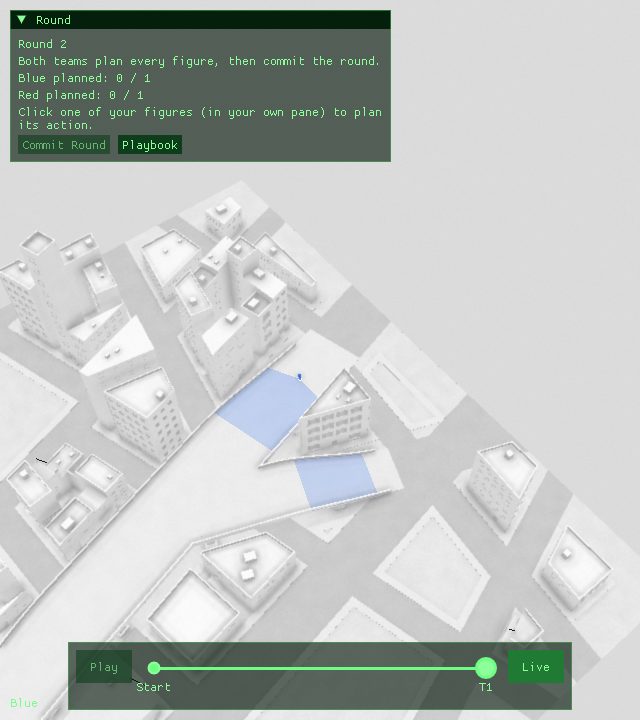 Round
Round 2
Both teams plan every figure, then commit the round.
Blue planned: 0 / 1
Red planned: 0 / 1
Click one of your figures (in your own pane) to plan
its action.
Commit Round Playbook
Play Live
Start T1
Blue